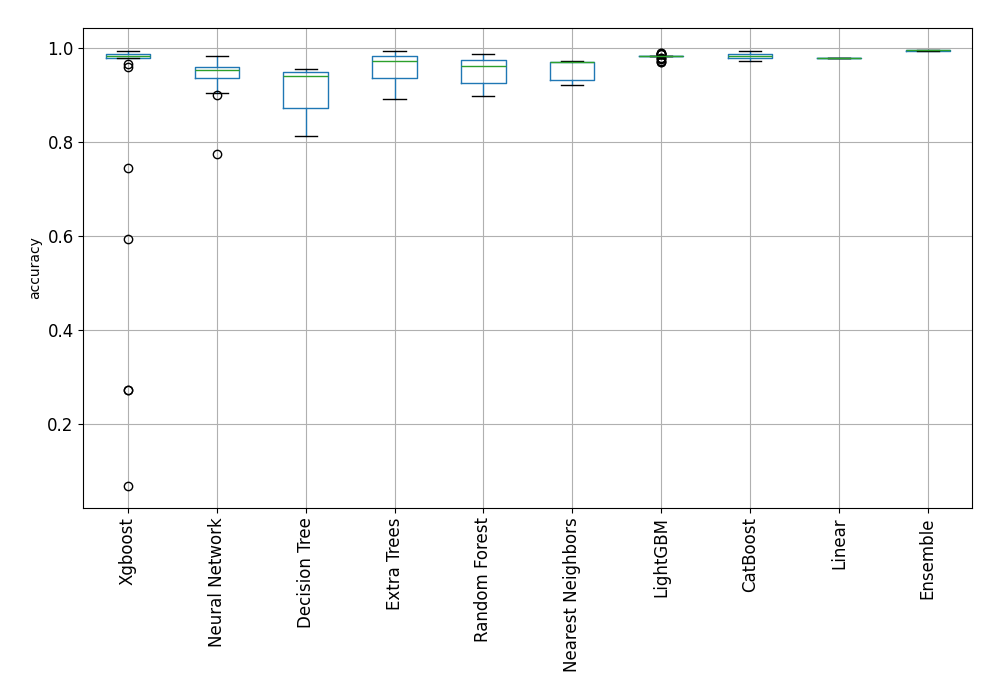 1.0
0.8
0.6
0.4
0.2
accuracy
Xgboost
Neural Network
Decision Tree
Extra Trees
Random Forest
Nearest Neighbors
LightGBM
CatBoost
Linear
Ensemble